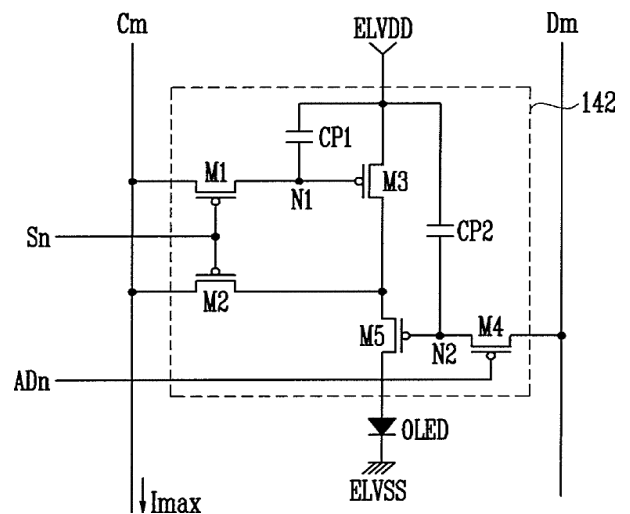 Cm
ELVDD
Dm
142
CP1
M1
N1
M3
Sn
CP2
M2
M5
N2
M4
ADn
OLED
ELVSS
Imax